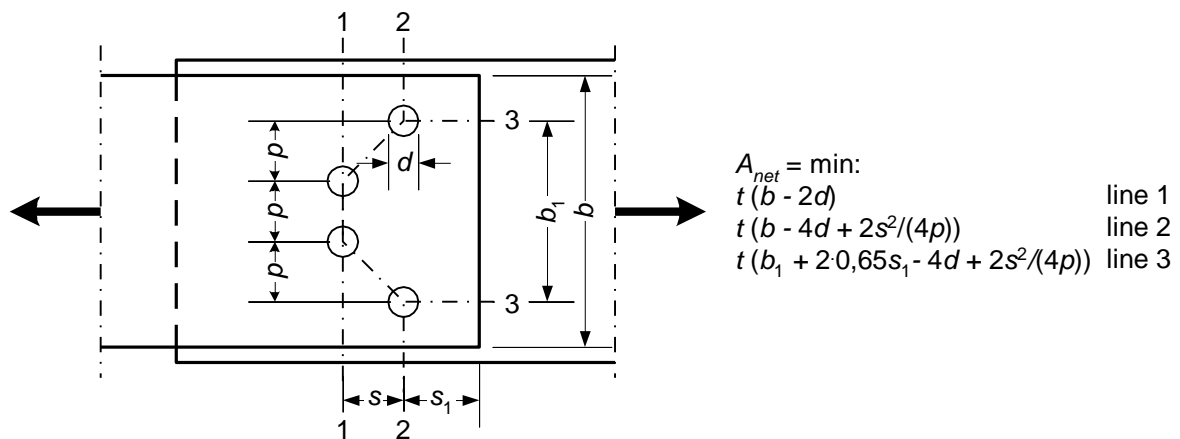 1 2
3
p
d
p
b₁
b
p
3
s s₁
1 2
A_net = min:
t (b - 2d) line 1
t (b - 4d + 2s²/(4p)) line 2
t (b₁ + 2·0,65s₁ - 4d + 2s²/(4p)) line 3